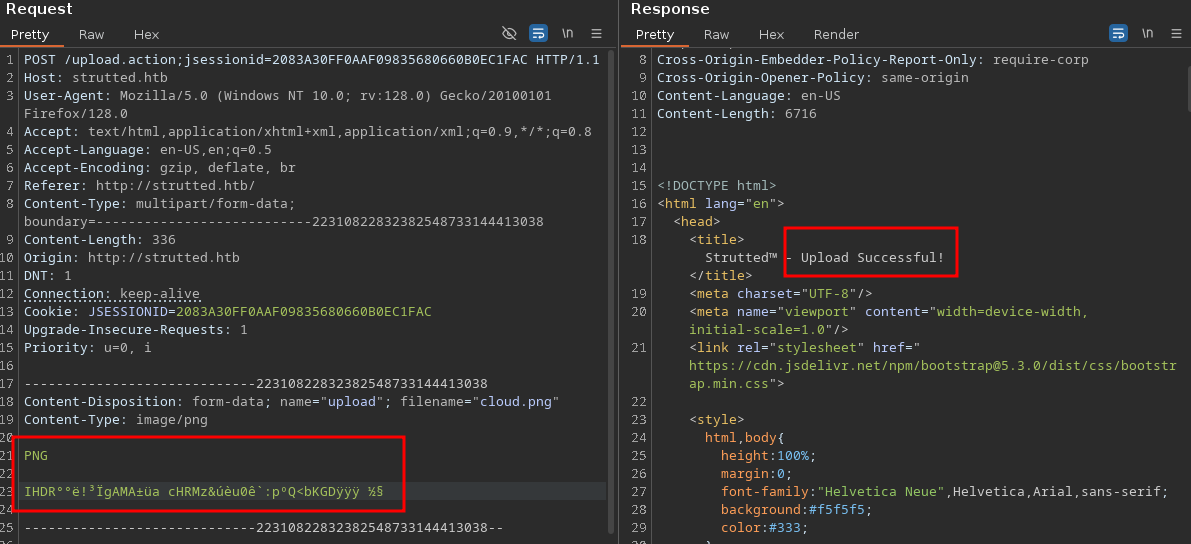 Request
Pretty Raw Hex \n
1 POST /upload.action;jsessionid=2083A30FF0AAF09835680660B0EC1FAC HTTP/1.1
2 Host: strutted.htb
3 User-Agent: Mozilla/5.0 (Windows NT 10.0; rv:128.0) Gecko/20100101
Firefox/128.0
4 Accept: text/html,application/xhtml+xml,application/xml;q=0.9,*/*;q=0.8
5 Accept-Language: en-US,en;q=0.5
6 Accept-Encoding: gzip, deflate, br
7 Referer: http://strutted.htb/
8 Content-Type: multipart/form-data;
boundary=---------------------------22310822832382548733144413038
9 Content-Length: 336
10 Origin: http://strutted.htb
11 DNT: 1
12 Connection: keep-alive
13 Cookie: JSESSIONID=2083A30FF0AAF09835680660B0EC1FAC
14 Upgrade-Insecure-Requests: 1
15 Priority: u=0, i
16
17 -----------------------------22310822832382548733144413038
18 Content-Disposition: form-data; name="upload"; filename="cloud.png"
19 Content-Type: image/png
20
21 PNG
23 IHDR°°ë!³ÏgAMA±üa cHRMz&úèu0ê`:pºQ<bKGDÿÿÿ ½§
24
25 -----------------------------22310822832382548733144413038--
Response
Pretty Raw Hex Render \n
8 Cross-Origin-Embedder-Policy-Report-Only: require-corp
9 Cross-Origin-Opener-Policy: same-origin
10 Content-Language: en-US
11 Content-Length: 6716
12
13
14
15 <!DOCTYPE html>
16 <html lang="en">
17 <head>
18 <title>
Strutted™ - Upload Successful!
</title>
19 <meta charset="UTF-8"/>
20 <meta name="viewport" content="width=device-width,
initial-scale=1.0"/>
21 <link rel="stylesheet" href="
https://cdn.jsdelivr.net/npm/bootstrap@5.3.0/dist/css/bootstr
ap.min.css">
22
23 <style>
24 html,body{
25 height:100%;
26 margin:0;
27 font-family:"Helvetica Neue",Helvetica,Arial,sans-serif;
28 background:#f5f5f5;
29 color:#333;